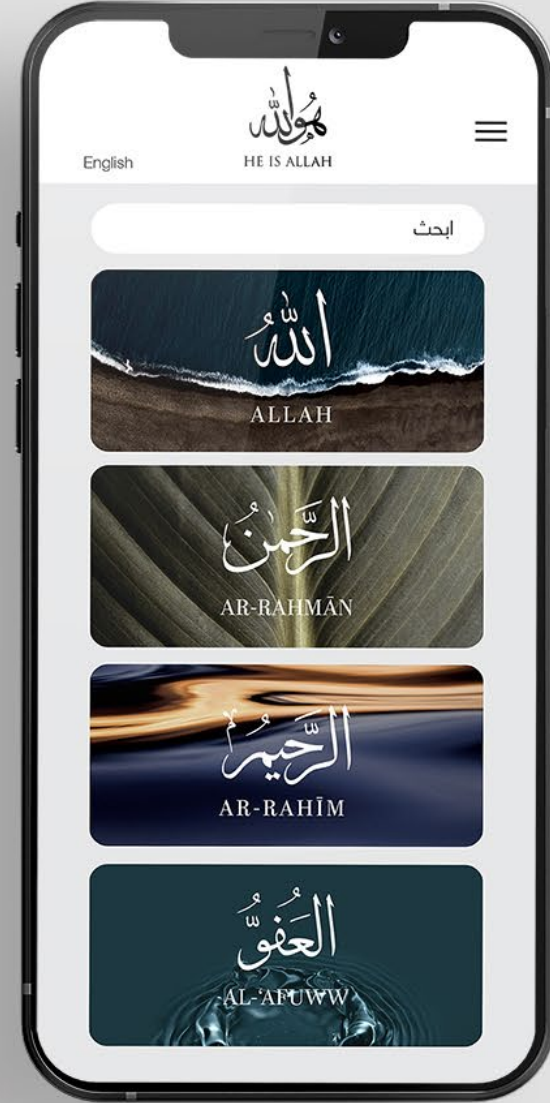 هو الله
HE IS ALLAH
English
ابحث
اللهُ
ALLAH
الرَّحمٰنُ
AR-RAHMĀN
الرَّحيمُ
AR-RAHĪM
العَفُوُّ
AL-‘AFUWW